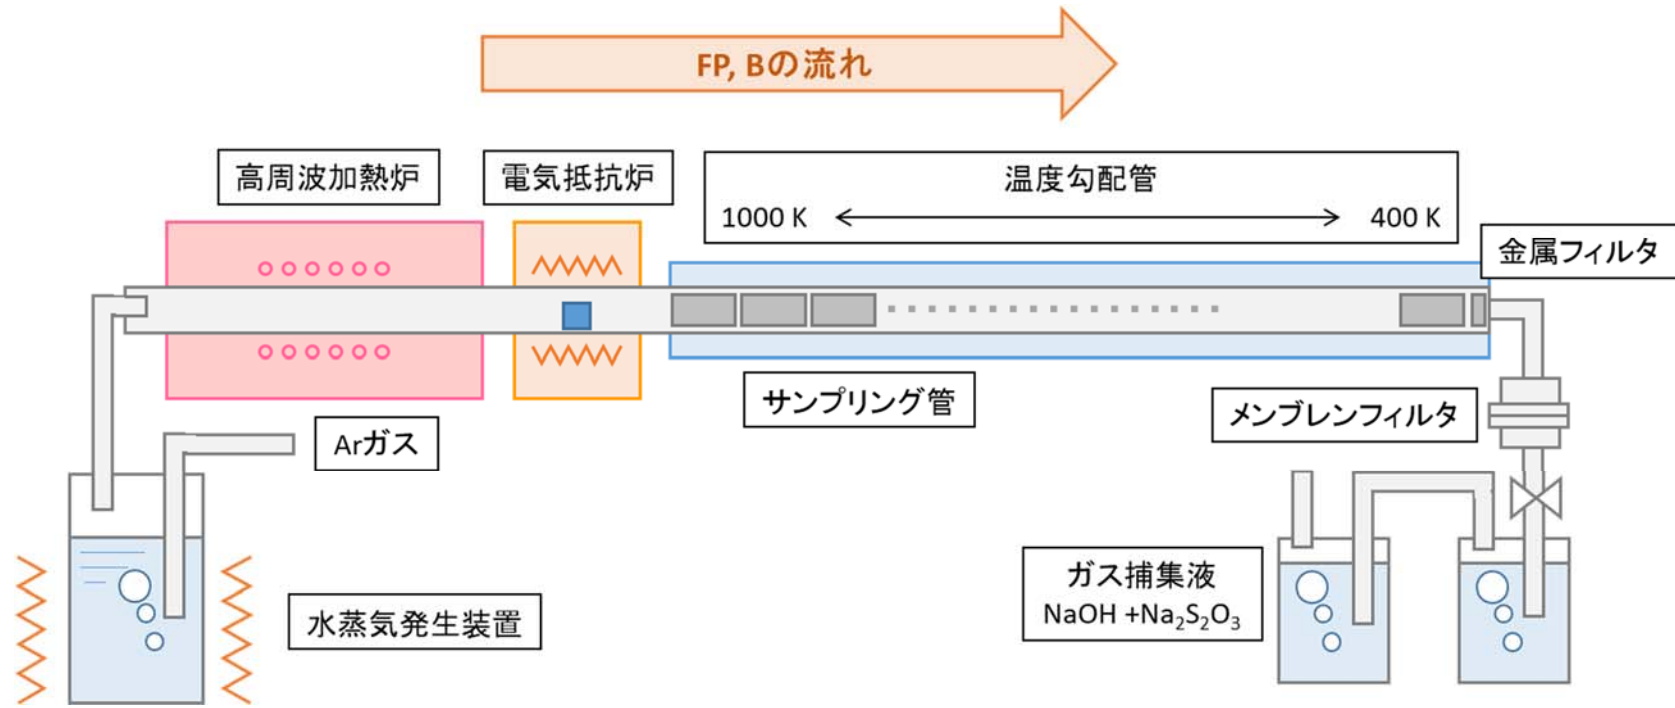 FP, Bの流れ
高周波加熱炉
電気抵抗炉
温度勾配管
1000 K
400 K
金属フィルタ
サンプリング管
メンブレンフィルタ
Arガス
水蒸気発生装置
ガス捕集液
NaOH +Na₂S₂O₃